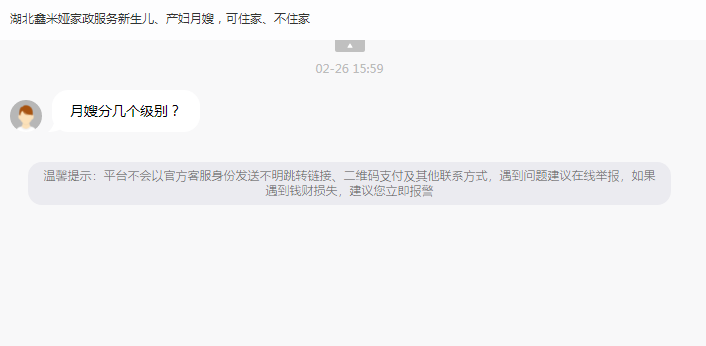 湖北鑫米娅家政服务新生儿、产妇月嫂，可住家、不住家
02-26 15:59
月嫂分几个级别？
温馨提示：平台不会以官方客服身份发送不明跳转链接、二维码支付及其他联系方式，遇到问题建议在线举报，如果
遇到钱财损失，建议您立即报警